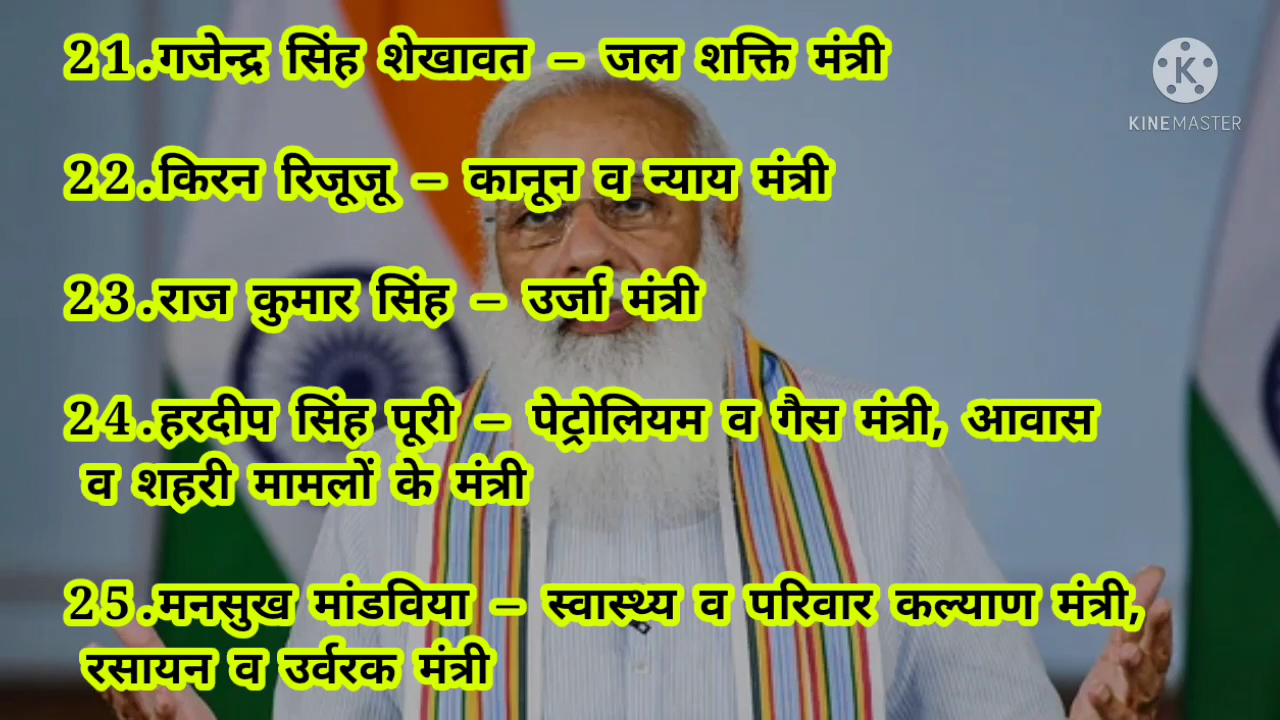 21.गजेन्द्र सिंह शेखावत – जल शक्ति मंत्री
KINEMASTER
22.किरन रिजूजू – कानून व न्याय मंत्री
23.राज कुमार सिंह – उर्जा मंत्री
24.हरदीप सिंह पूरी – पेट्रोलियम व गैस मंत्री, आवास
व शहरी मामलों के मंत्री
25.मनसुख मांडविया – स्वास्थ्य व परिवार कल्याण मंत्री,
रसायन व उर्वरक मंत्री